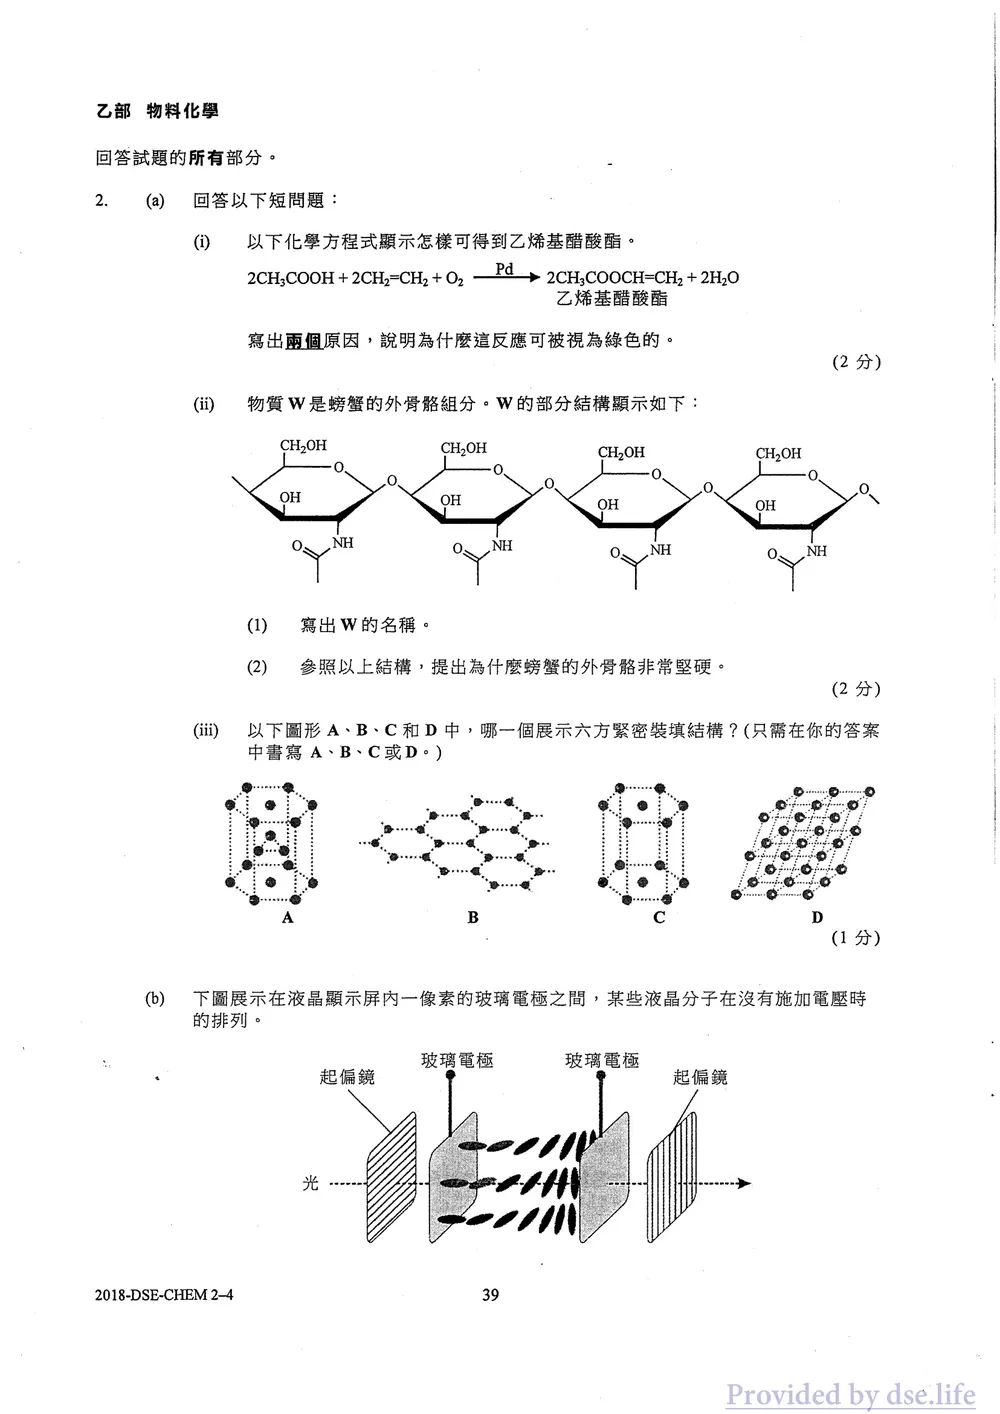 乙部 物料化學
回答試題的所有部分。
2. (a) 回答以下短問題：
(i) 以下化學方程式顯示怎樣可得到乙烯基醋酸酯。
2CH₃COOH + 2CH₂=CH₂ + O₂ Pd 2CH₃COOCH=CH₂ + 2H₂O
乙烯基醋酸酯
寫出兩個原因，說明為什麼這反應可被視為綠色的。
(2 分)
(ii) 物質 W 是螃蟹的外骨骼組分。W 的部分結構顯示如下：
CH₂OH CH₂OH CH₂OH CH₂OH
O O O O
O O O O
OH OH OH OH
O NH O NH O NH O NH
(1) 寫出 W 的名稱。
(2) 參照以上結構，提出為什麼螃蟹的外骨骼非常堅硬。
(2 分)
(iii) 以下圖形 A、B、C 和 D 中，哪一個展示六方緊密裝填結構？(只需在你的答案
中書寫 A、B、C 或 D。)
A B C D
(1 分)
(b) 下圖展示在液晶顯示屏內一像素的玻璃電極之間，某些液晶分子在沒有施加電壓時
的排列。
玻璃電極 玻璃電極
起偏鏡 起偏鏡
光
2018-DSE-CHEM 2–4 39
Provided by dse.life